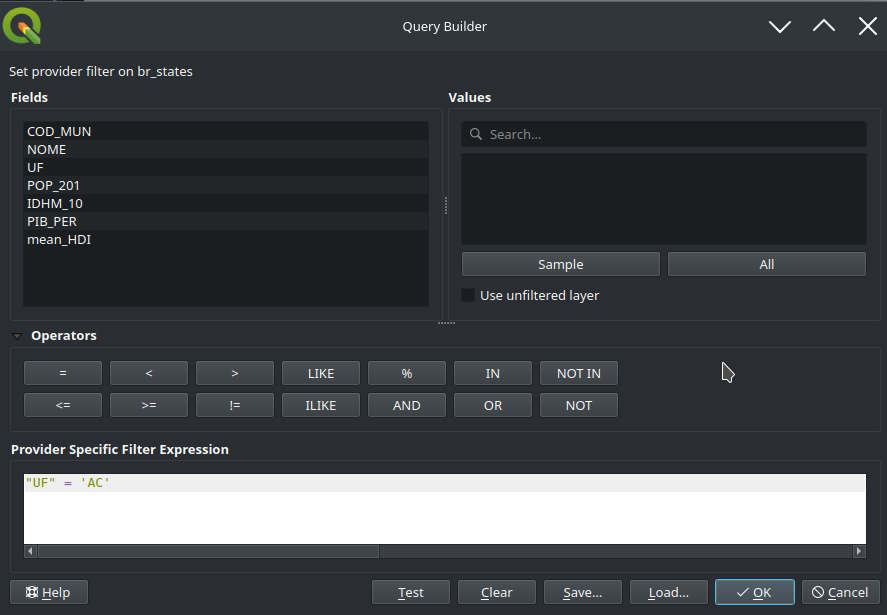 Query Builder
Set provider filter on br_states
Fields
Values
COD_MUN
NOME
UF
POP_201
IDHM_10
PIB_PER
mean_HDI
Search...
Sample
All
Use unfiltered layer
Operators
= < > LIKE % IN NOT IN
<= >= != ILIKE AND OR NOT
Provider Specific Filter Expression
"UF" = 'AC'
Help Test Clear Save... Load... OK Cancel